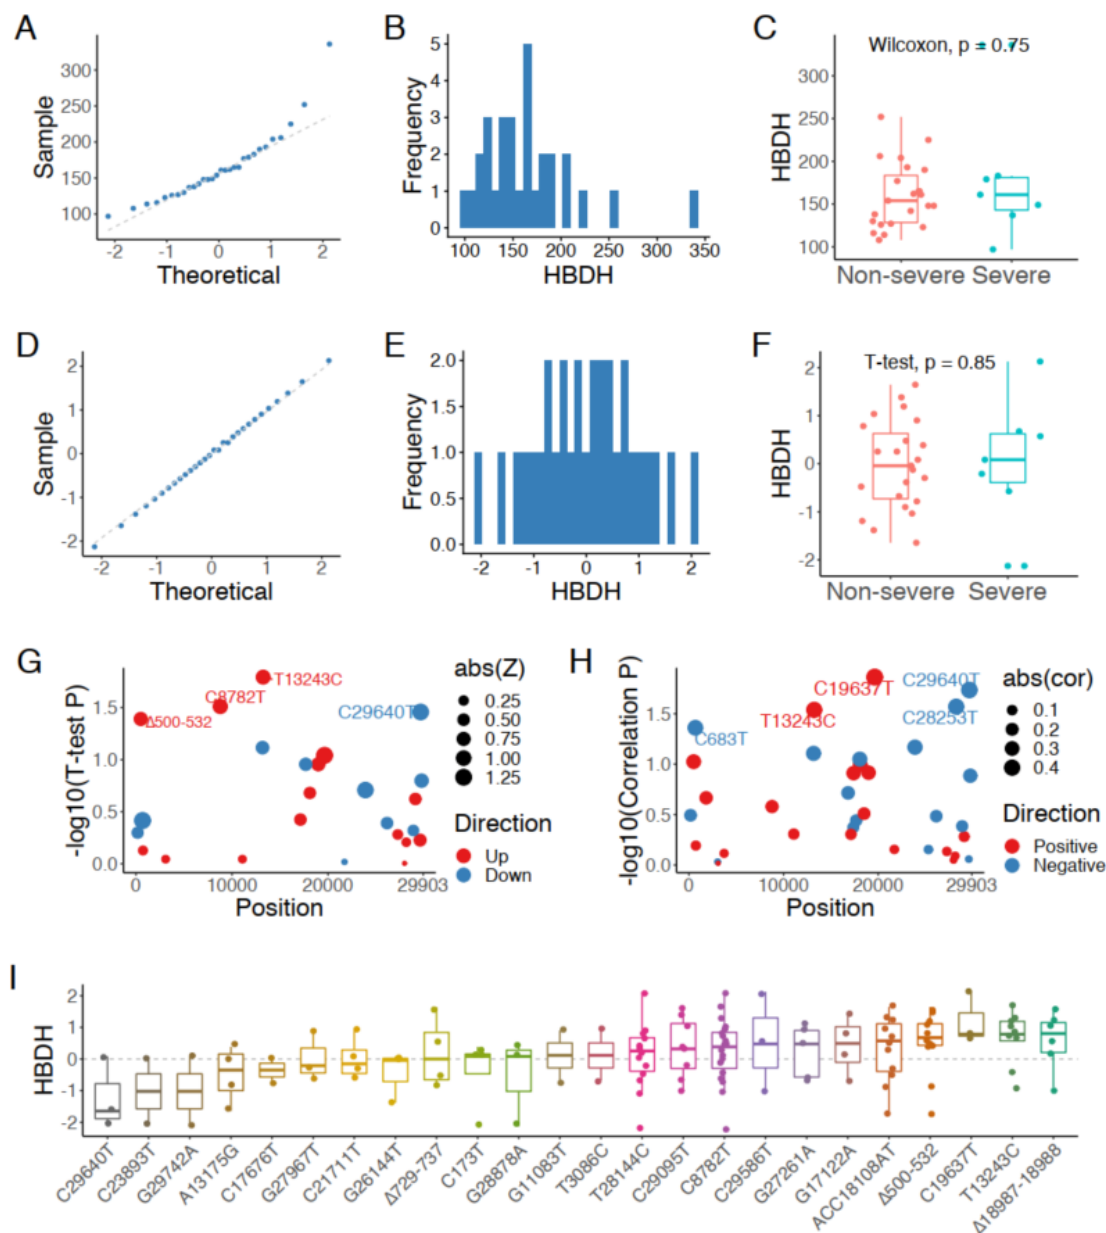 A
Sample
300
250
200
150
100
-2 -1 0 1 2
Theoretical
B
Frequency
5
4
3
2
1
0
100 150 200 250 300 350
HBDH
C
Wilcoxon, p = 0.75
HBDH
300
250
200
150
100
Non-severe Severe
D
Sample
2
1
0
-1
-2
-2 -1 0 1 2
Theoretical
E
Frequency
2.0
1.5
1.0
0.5
0.0
-2 -1 0 1 2
HBDH
F
T-test, p = 0.85
HBDH
2
1
0
-1
-2
Non-severe Severe
G
-log10(T-test P)
1.5
1.0
0.5
0.0
T13243C
C8782T
Δ500-532
C29640T
0 10000 20000 29903
Position
abs(Z)
0.25
0.50
0.75
1.00
1.25
Direction
Up
Down
H
-log10(Correlation P)
1.5
1.0
0.5
0.0
C29640T
C19637T
C28253T
T13243C
C683T
0 10000 20000 29903
Position
abs(cor)
0.1
0.2
0.3
0.4
Direction
Positive
Negative
I
HBDH
2
1
0
-1
-2
C29640T
C23893T
G29742A
A13175G
C17676T
G27967T
C21711T
G26144T
Δ729-737
C173T
G28878A
G11083T
T3086C
T28144C
C29095T
C8782T
C29586T
G27261A
G17122A
ACC18108AT
Δ500-532
C19637T
T13243C
Δ18987-18988